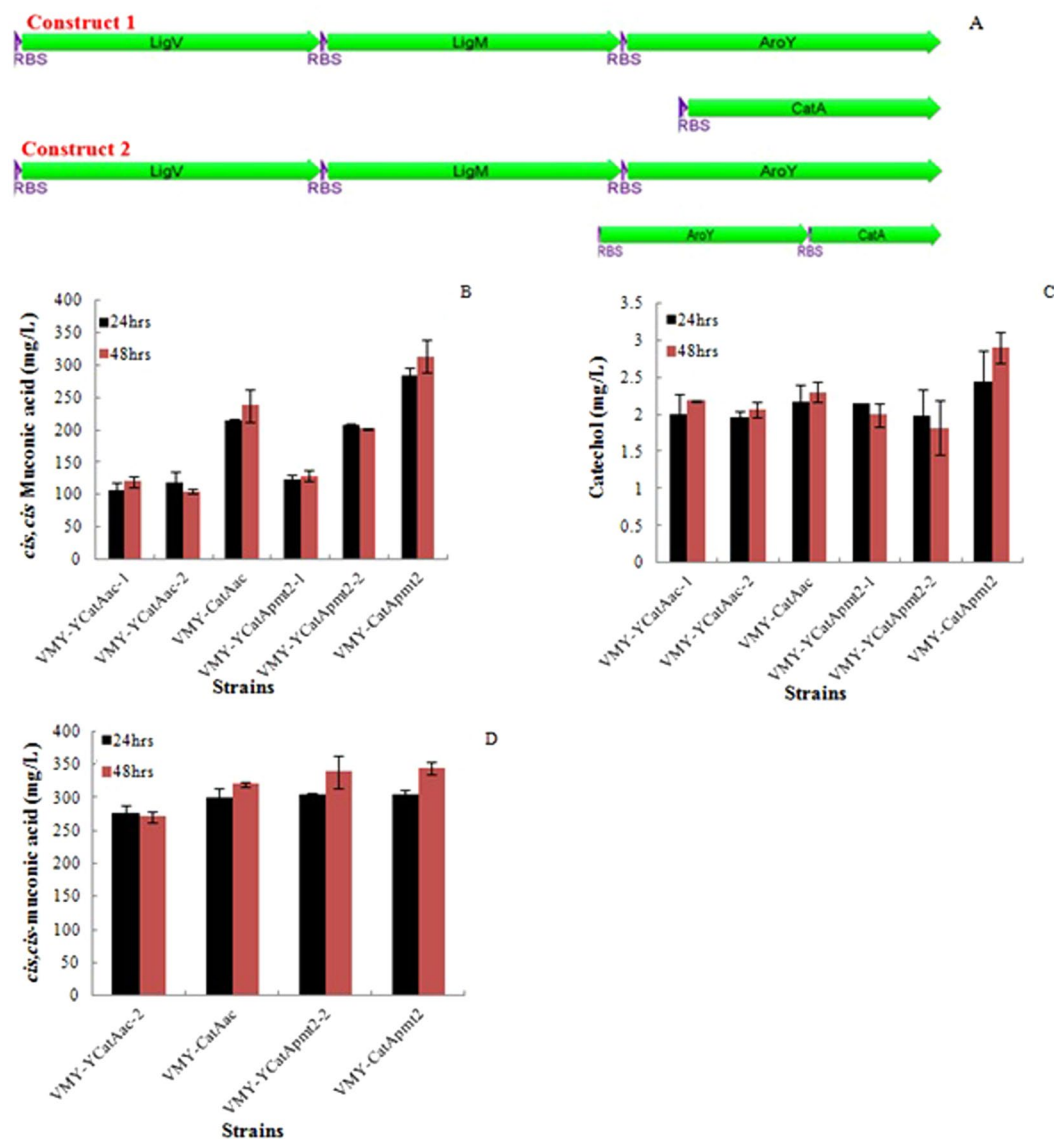 Construct 1
A
LigV
LigM
AroY
RBS
RBS
RBS
CatA
RBS
Construct 2
LigV
LigM
AroY
RBS
RBS
RBS
AroY
CatA
RBS
RBS
B
cis,cis Muconic acid (mg/L)
400
350
300
250
200
150
100
50
0
24hrs
48hrs
VMY-YCatAac-1
VMY-YCatAac-2
VMY-CatAac
VMY-YCatApmt2-1
VMY-YCatApmt2-2
VMY-CatApmt2
Strains
C
Catechol (mg/L)
3.5
3
2.5
2
1.5
1
0.5
0
24hrs
48hrs
VMY-YCatAac-1
VMY-YCatAac-2
VMY-CatAac
VMY-YCatApmt2-1
VMY-YCatApmt2-2
VMY-CatApmt2
Strains
D
cis,cis-muconic acid (mg/L)
400
350
300
250
200
150
100
50
0
24hrs
48hrs
VMY-YCatAac-2
VMY-CatAac
VMY-YCatApmt2-2
VMY-CatApmt2
Strains